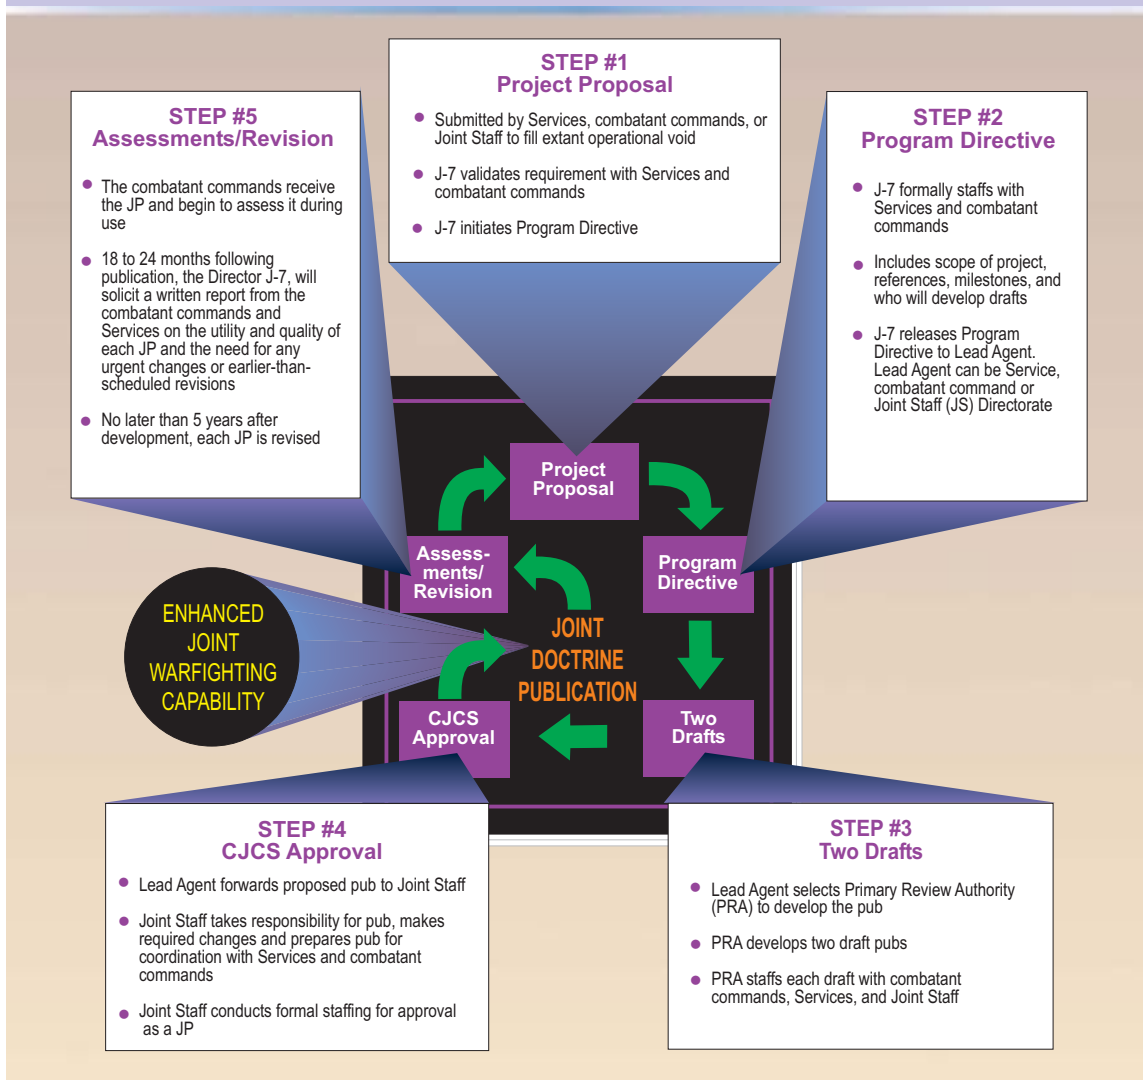 STEP #1
Project Proposal
• Submitted by Services, combatant commands, or
Joint Staff to fill extant operational void
• J-7 validates requirement with Services and
combatant commands
• J-7 initiates Program Directive
STEP #2
Program Directive
• J-7 formally staffs with
Services and combatant
commands
• Includes scope of project,
references, milestones, and
who will develop drafts
• J-7 releases Program
Directive to Lead Agent.
Lead Agent can be Service,
combatant command or
Joint Staff (JS) Directorate
STEP #5
Assessments/Revision
• The combatant commands receive
the JP and begin to assess it during
use
• 18 to 24 months following
publication, the Director J-7, will
solicit a written report from the
combatant commands and
Services on the utility and quality of
each JP and the need for any
urgent changes or earlier-than-
scheduled revisions
• No later than 5 years after
development, each JP is revised
Project
Proposal
Assess-
ments/
Revision
Program
Directive
ENHANCED
JOINT
WARFIGHTING
CAPABILITY
JOINT
DOCTRINE
PUBLICATION
CJCS
Approval
Two
Drafts
STEP #4
CJCS Approval
• Lead Agent forwards proposed pub to Joint Staff
• Joint Staff takes responsibility for pub, makes
required changes and prepares pub for
coordination with Services and combatant
commands
• Joint Staff conducts formal staffing for approval
as a JP
STEP #3
Two Drafts
• Lead Agent selects Primary Review Authority
(PRA) to develop the pub
• PRA develops two draft pubs
• PRA staffs each draft with combatant
commands, Services, and Joint Staff